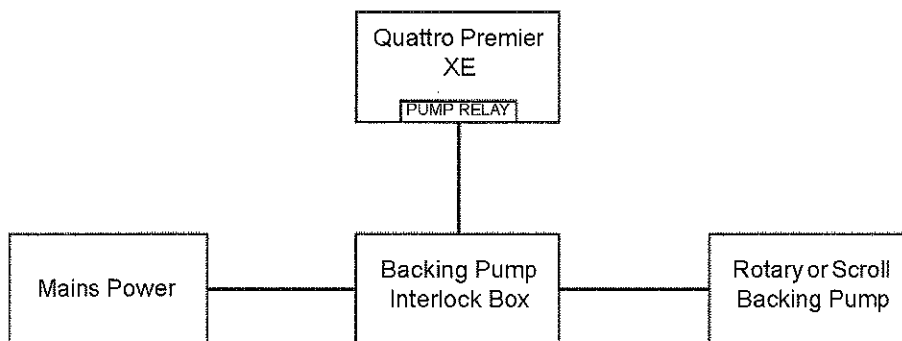 Quattro Premier
XE
PUMP RELAY
Mains Power
Backing Pump
Interlock Box
Rotary or Scroll
Backing Pump